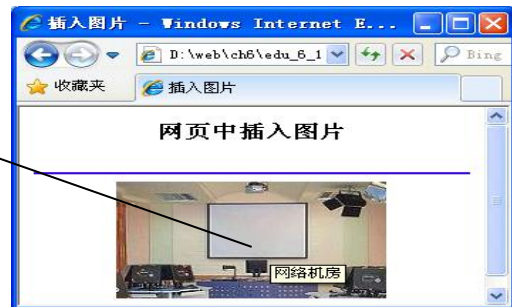 插入图片 - Windows Internet E...
D:\web\ch6\edu_6_1
Bing
收藏夹
插入图片
网页中插入图片
网络机房